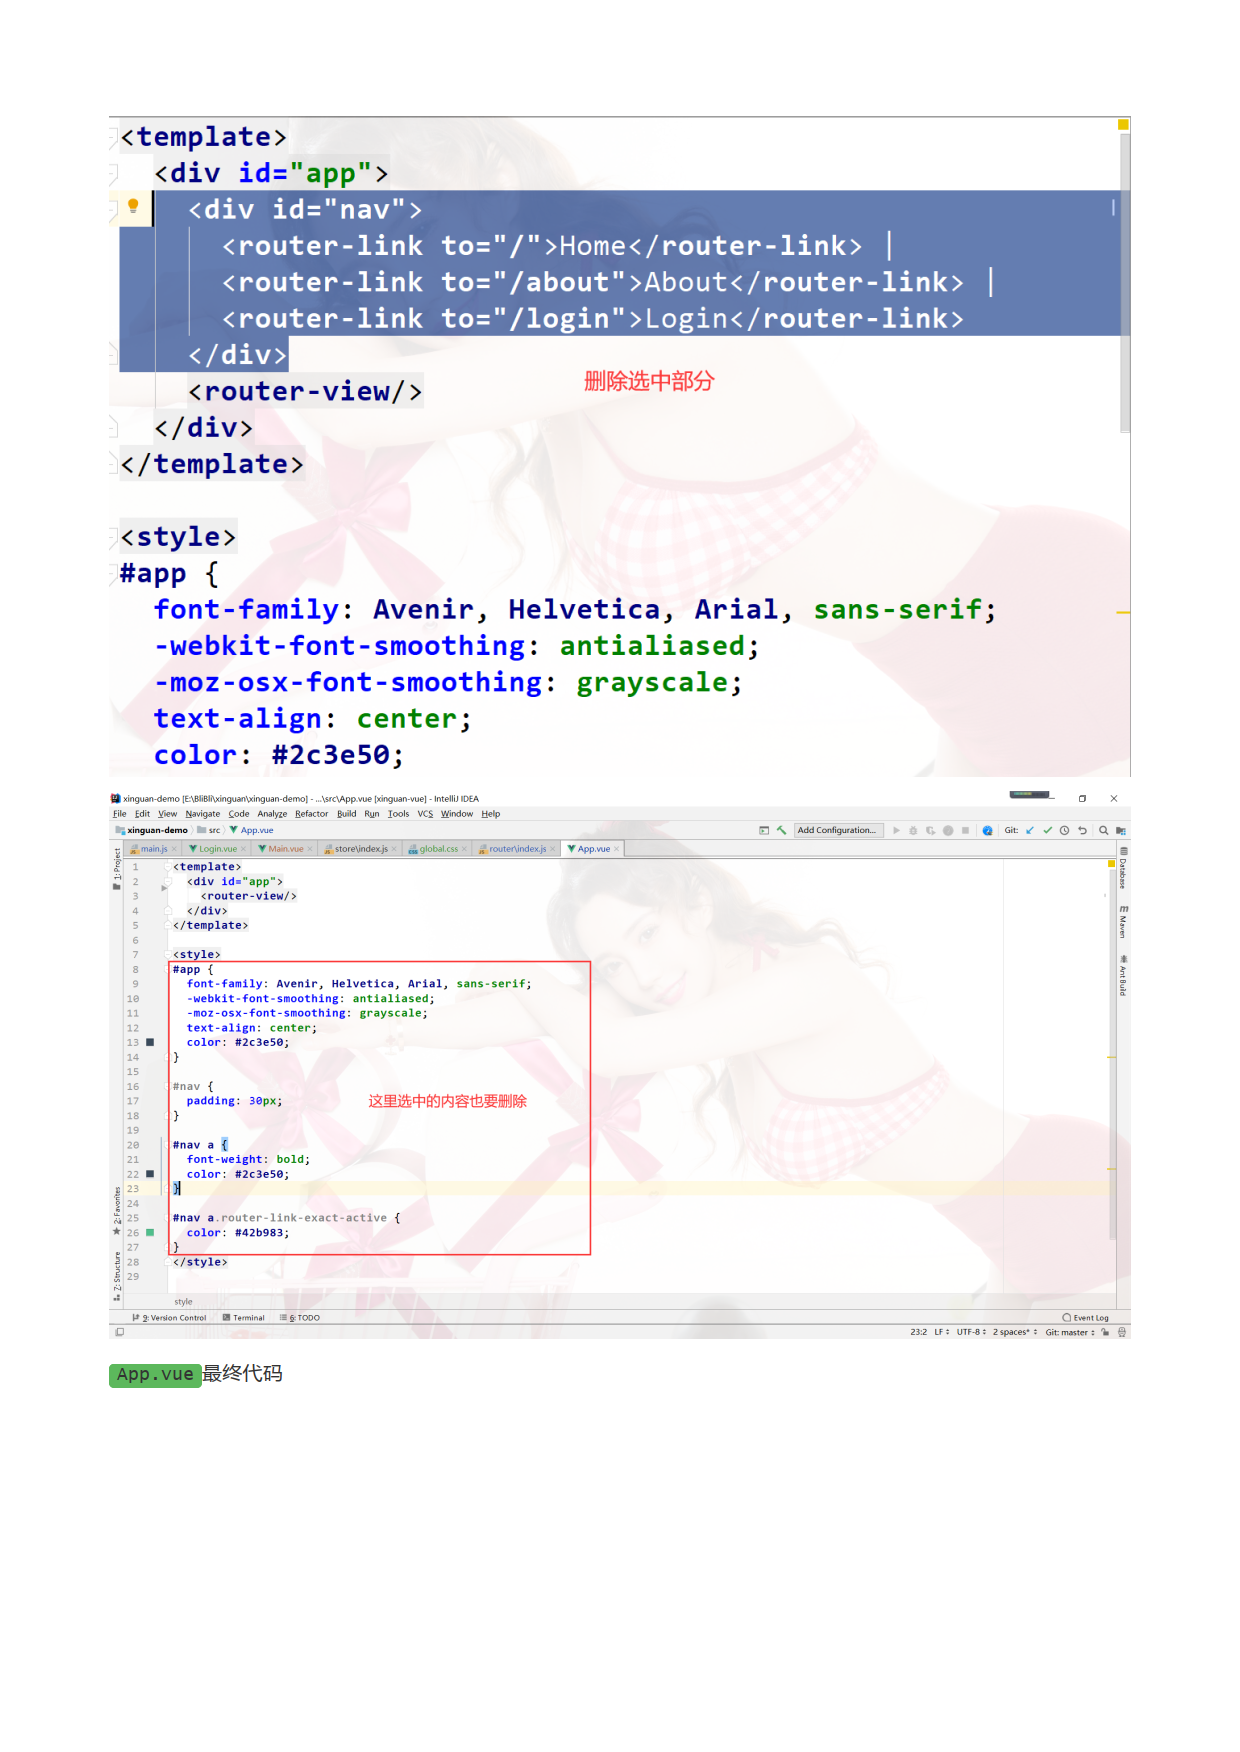 <template>
<div id="app">
<div id="nav">
<router-link to="/">Home</router-link> |
<router-link to="/about">About</router-link> |
<router-link to="/login">Login</router-link>
</div>
<router-view/>
删除选中部分
</div>
</template>
<style>
#app {
font-family: Avenir, Helvetica, Arial, sans-serif;
-webkit-font-smoothing: antialiased;
-moz-osx-font-smoothing: grayscale;
text-align: center;
color: #2c3e50;
xinguan-demo [E:\BliBli\xinguan\xinguan-demo] - ...\src\App.vue [xinguan-vue] - IntelliJ IDEA
File Edit View Navigate Code Analyze Refactor Build Run Tools VCS Window Help
xinguan-demo src App.vue Add Configuration... Git:
main.js Login.vue Main.vue store\index.js global.css router\index.js App.vue
1: Project
Database
Maven
Ant Build
1 <template>
2 <div id="app">
3 <router-view/>
4 </div>
5 </template>
6
7 <style>
8 #app {
9 font-family: Avenir, Helvetica, Arial, sans-serif;
10 -webkit-font-smoothing: antialiased;
11 -moz-osx-font-smoothing: grayscale;
12 text-align: center;
13 color: #2c3e50;
14 }
15
16 #nav {
17 padding: 30px;
这里选中的内容也要删除
18 }
19
20 #nav a {
21 font-weight: bold;
22 color: #2c3e50;
23 }
24
25 #nav a.router-link-exact-active {
26 color: #42b983;
27 }
28 </style>
29
2: Favorites
Z: Structure
style
9: Version Control Terminal 6: TODO Event Log
23:2 LF UTF-8 2 spaces* Git: master
App.vue最终代码